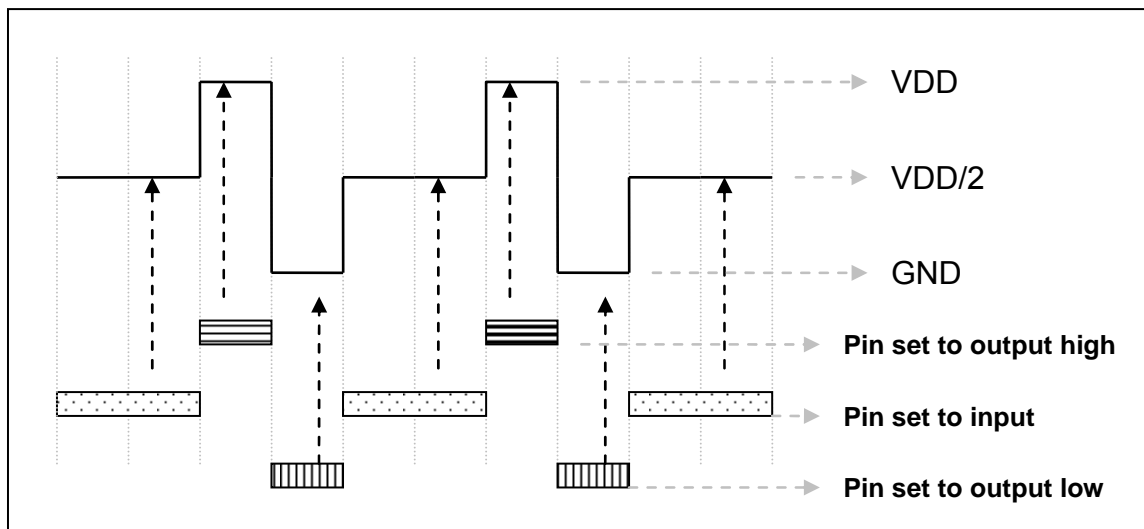 VDD
VDD/2
GND
Pin set to output high
Pin set to input
Pin set to output low